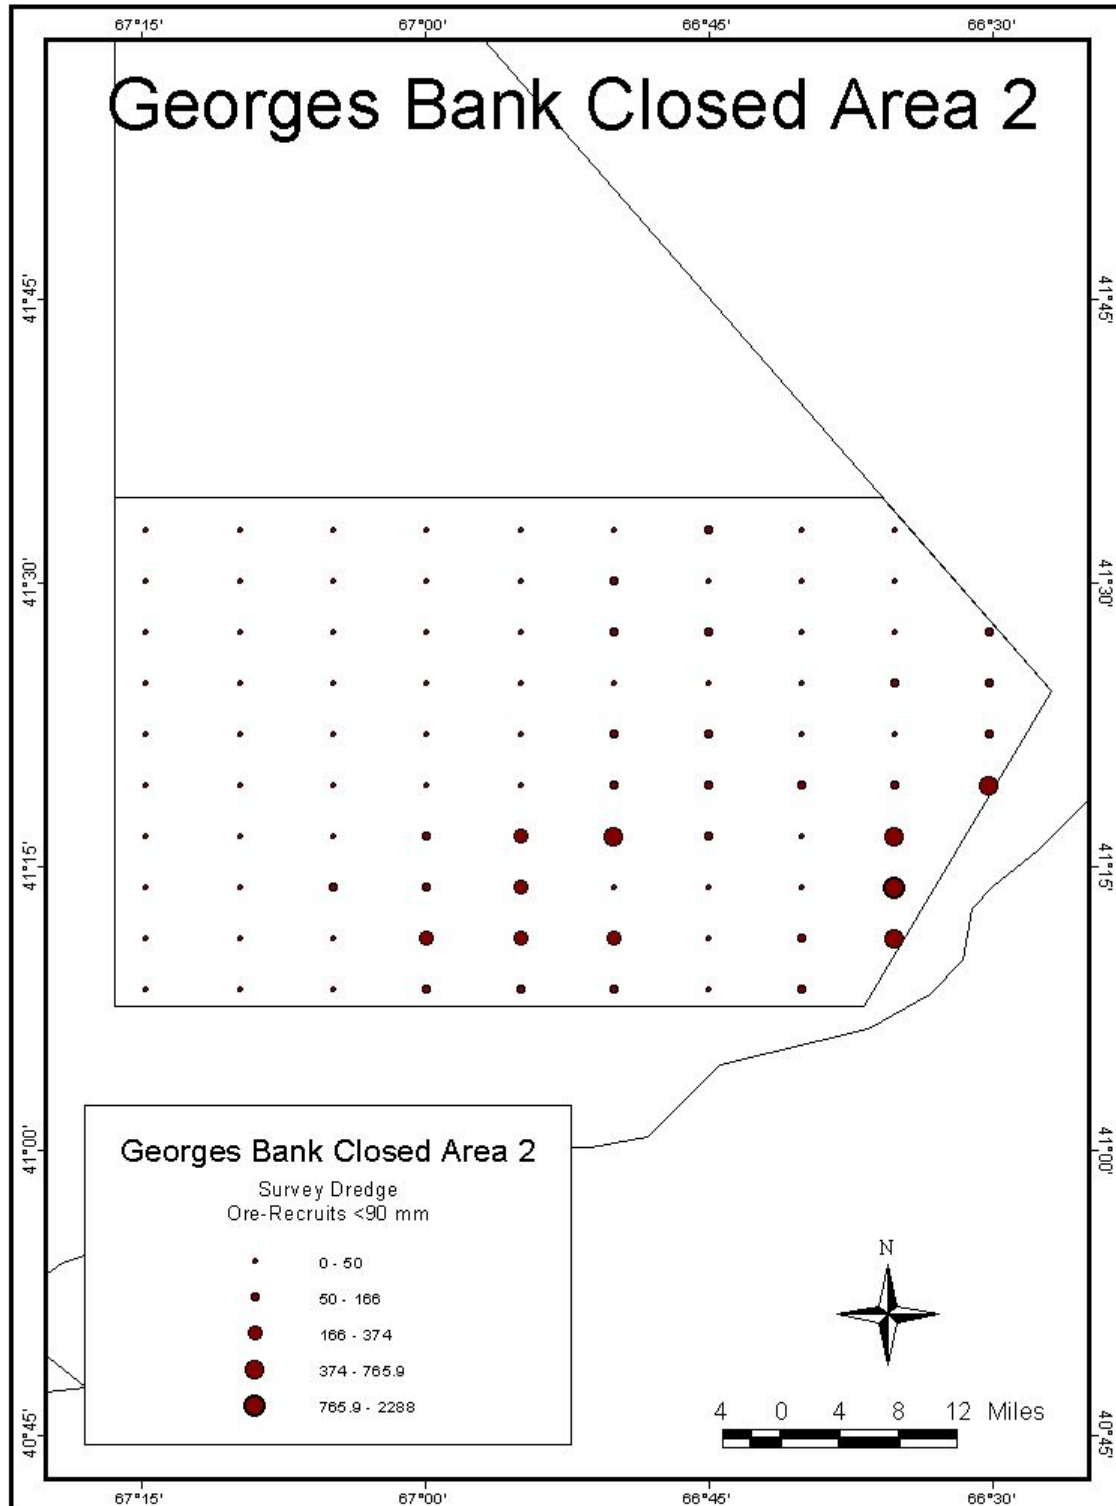 67°15' 67°00' 66°45' 66°30'
Georges Bank Closed Area 2
41°45' 41°45'
41°30' 41°30'
41°15' 41°15'
41°00' 41°00'
Georges Bank Closed Area 2
Survey Dredge
Ore-Recruits <90 mm
0 - 50
50 - 166
166 - 374
374 - 765.9
765.9 - 2288
N
4 0 4 8 12 Miles
40°45' 40°45'
67°15' 67°00' 66°45' 66°30'